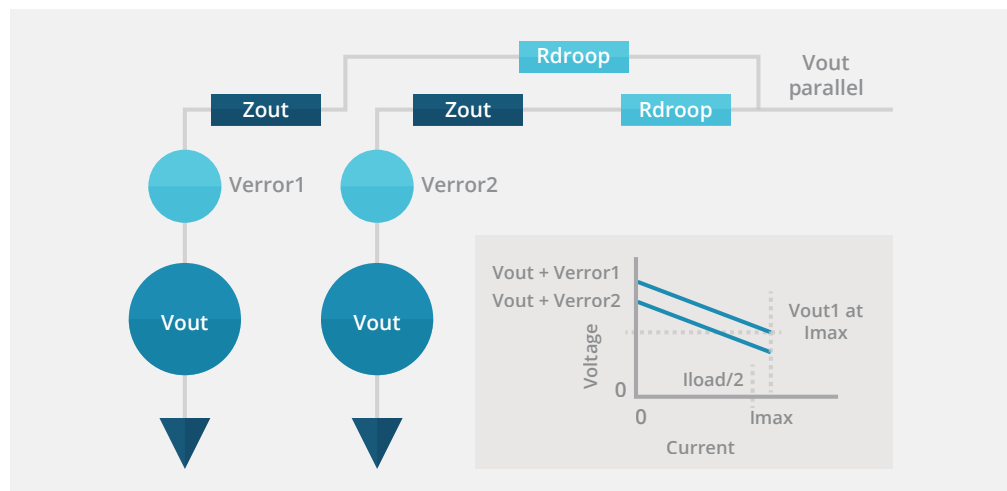 Rdroop
Vout
parallel
Zout
Zout
Rdroop
Verror1
Verror2
Vout
Vout
Vout + Verror1
Vout + Verror2
Voltage
Vout1 at
Imax
Iload/2
0
0
Imax
Current